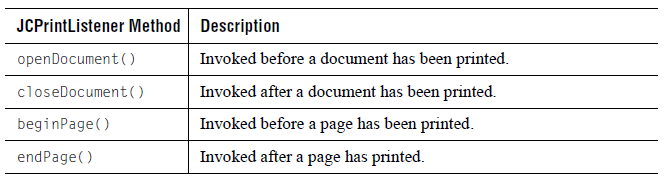 JCPrintListener Method Description
openDocument() Invoked before a document has been printed.
closeDocument() Invoked after a document has been printed.
beginPage() Invoked before a page has been printed.
endPage() Invoked after a page has printed.